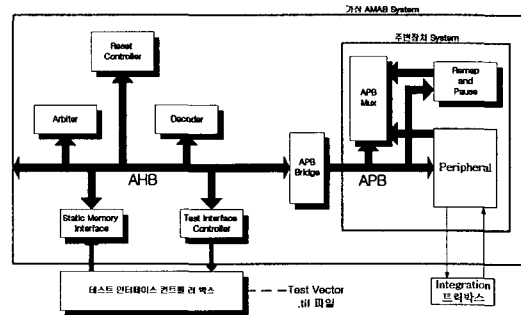 가상 AMAB System
주변장치 System
Reset
Controller
APB
Mux
Remap
and
Pause
Arbiter
Decoder
APB
Bridge
Peripheral
AHB
APB
Static Memory
Interface
Test Interface
Controller
테스트 인터페이스 컨트롤러 박스
Test Vector
.tif 파일
Integration
트릭박스